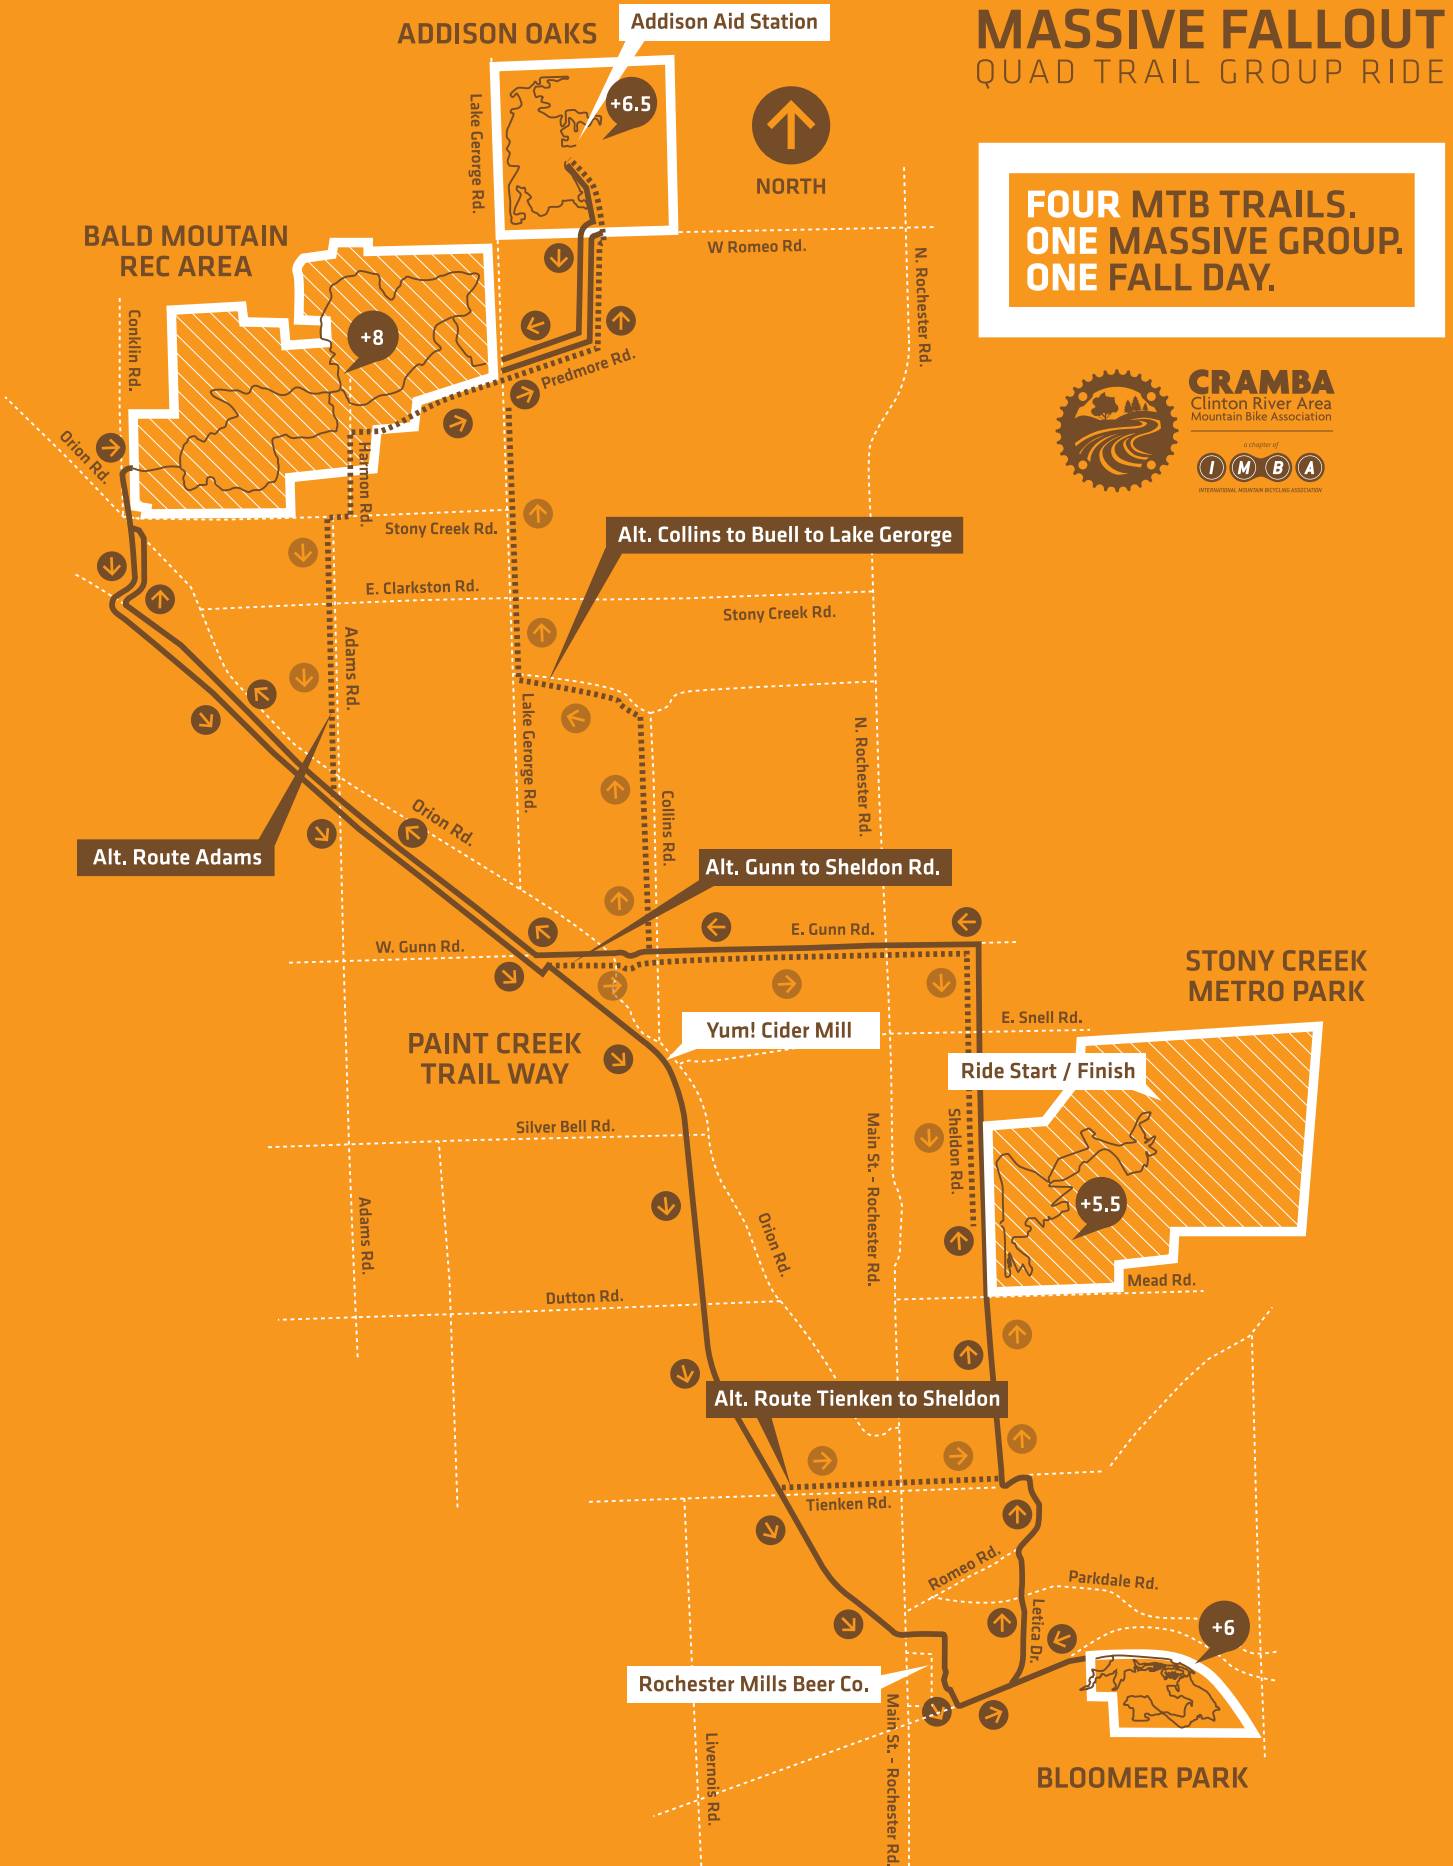 MASSIVE FALLOUT
QUAD TRAIL GROUP RIDE
FOUR MTB TRAILS.
ONE MASSIVE GROUP.
ONE FALL DAY.
CRAMBA
Clinton River Area
Mountain Bike Association
a chapter of
I M B A
INTERNATIONAL MOUNTAIN BICYCLING ASSOCIATION
ADDISON OAKS
Addison Aid Station
+6.5
Lake Gerorge Rd.
NORTH
W Romeo Rd.
N. Rochester Rd.
BALD MOUTAIN
REC AREA
+8
Conklin Rd.
Orion Rd.
Predmore Rd.
Harmon Rd.
Stony Creek Rd.
Alt. Collins to Buell to Lake Gerorge
E. Clarkston Rd.
Stony Creek Rd.
Adams Rd.
Lake Gerorge Rd.
N. Rochester Rd.
Collins Rd.
Orion Rd.
Alt. Route Adams
Alt. Gunn to Sheldon Rd.
W. Gunn Rd.
E. Gunn Rd.
STONY CREEK
METRO PARK
E. Snell Rd.
Yum! Cider Mill
PAINT CREEK
TRAIL WAY
Ride Start / Finish
Silver Bell Rd.
Main St. - Rochester Rd.
Sheldon Rd.
+5.5
Adams Rd.
Orion Rd.
Mead Rd.
Dutton Rd.
Alt. Route Tienken to Sheldon
Tienken Rd.
Romeo Rd.
Parkdale Rd.
Letica Dr.
+6
Rochester Mills Beer Co.
Livernois Rd.
Main St. - Rochester Rd.
BLOOMER PARK